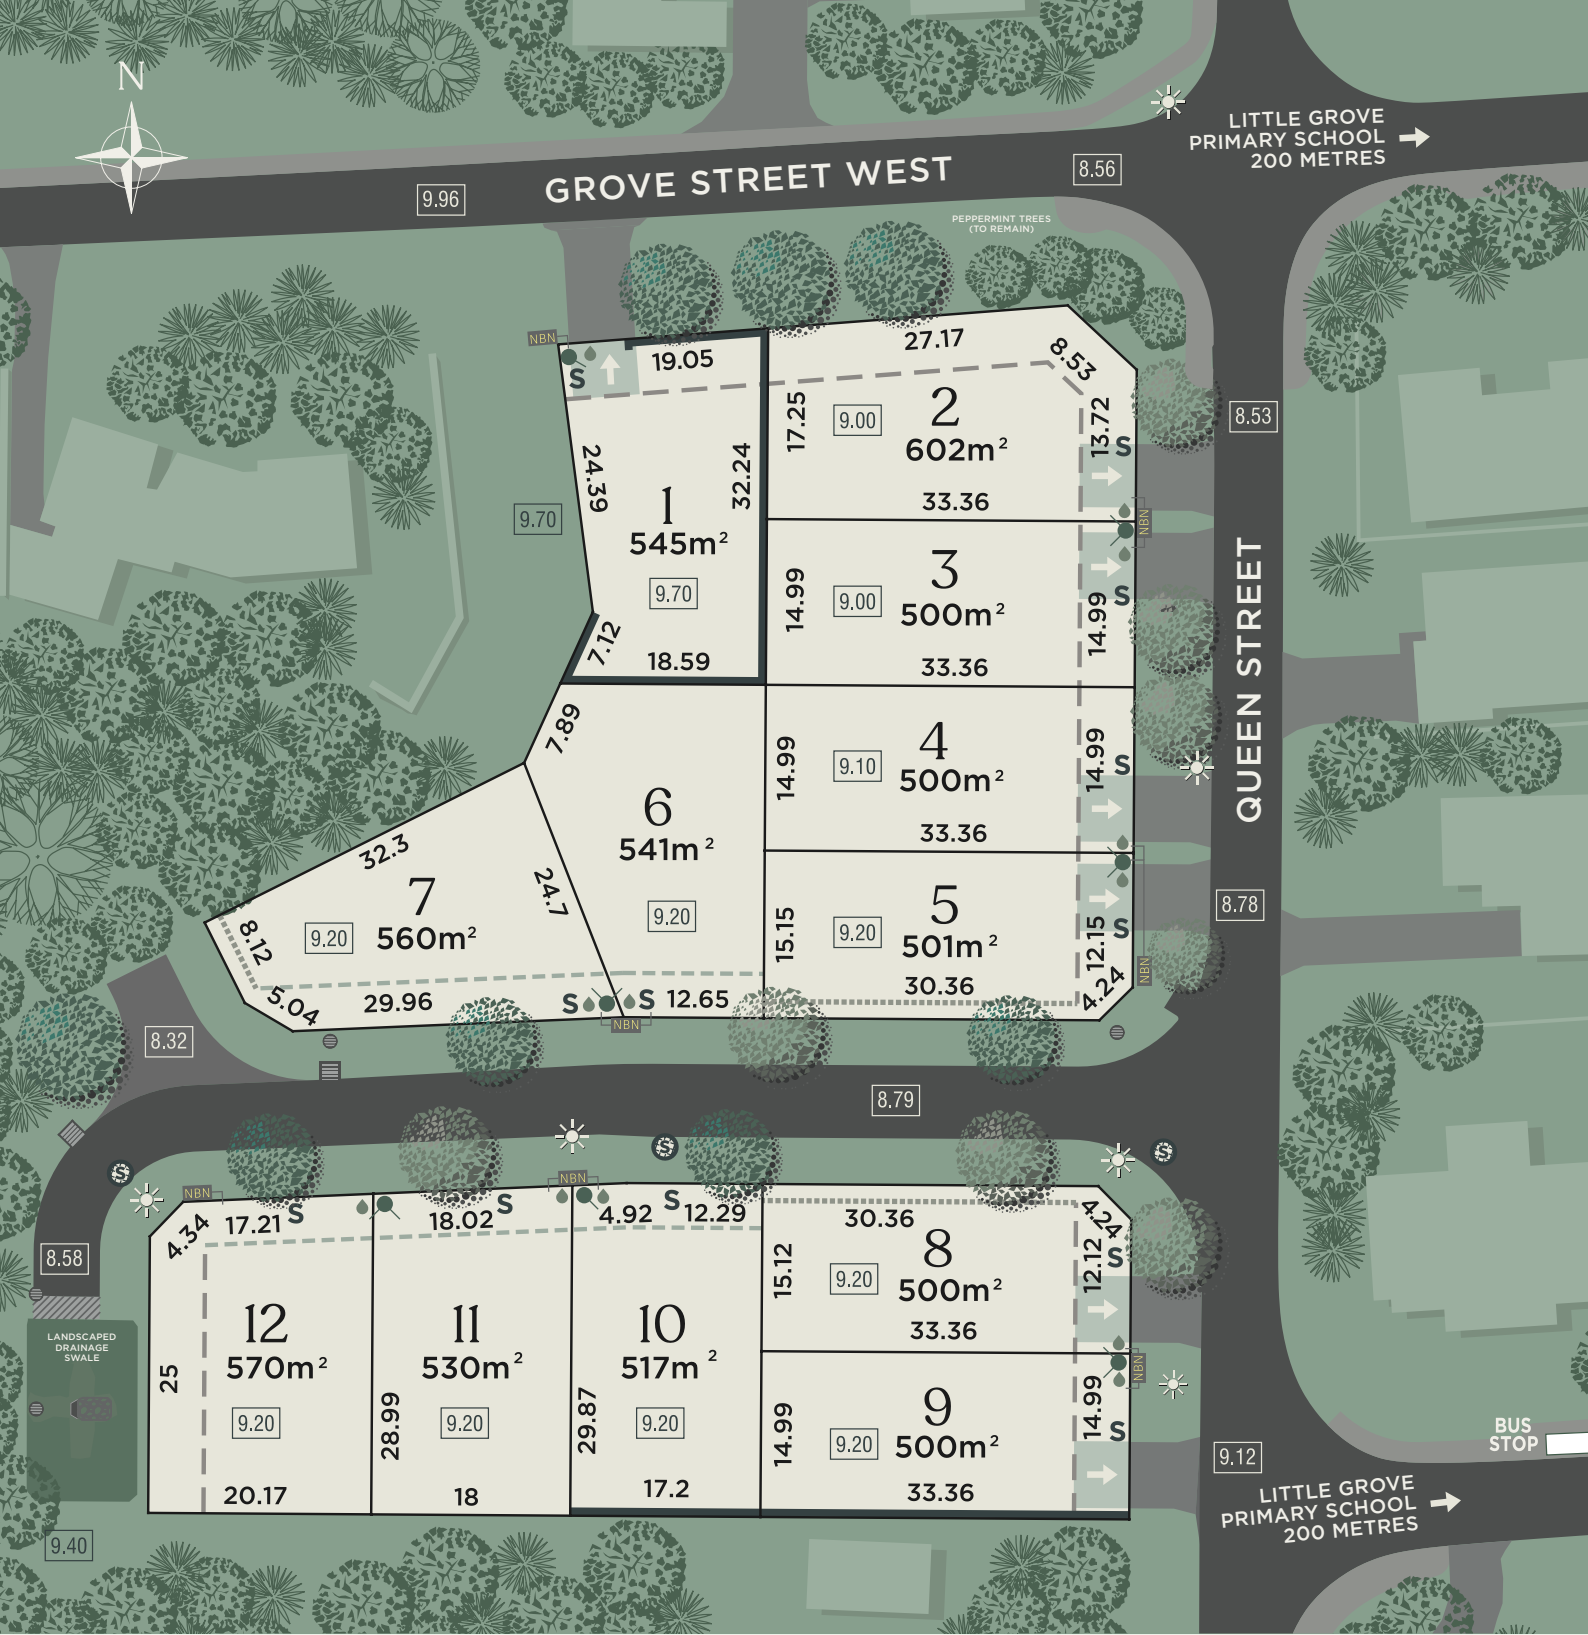 N
LITTLE GROVE
PRIMARY SCHOOL
200 METRES
GROVE STREET WEST
9.96
8.56
PEPPERMINT TREES
(TO REMAIN)
NBN
S
19.05
24.39
32.24
1
545m²
9.70
9.70
7.12
18.59
27.17
8.53
17.25
9.00
2
602m²
13.72
S
33.36
NBN
8.53
14.99
9.00
3
500m²
S
14.99
33.36
QUEEN STREET
14.99
9.10
4
500m²
14.99
S
33.36
15.15
9.20
5
501m²
12.15
S
30.36
4.24
NBN
8.78
7.89
6
541m²
9.20
24.7
S
12.65
NBN
32.3
7
560m²
9.20
8.12
5.04
29.96
S
8.32
8.79
S
S
S
8.58
LANDSCAPED
DRAINAGE
SWALE
9.40
NBN
4.34
17.21
S
12
570m²
9.20
25
20.17
18.02
S
11
530m²
9.20
28.99
18
NBN
4.92
S
12.29
10
517m²
9.20
29.87
17.2
30.36
4.24
15.12
9.20
8
500m²
12.12
S
33.36
NBN
14.99
9.20
9
500m²
14.99
S
33.36
9.12
BUS
STOP
LITTLE GROVE
PRIMARY SCHOOL
200 METRES